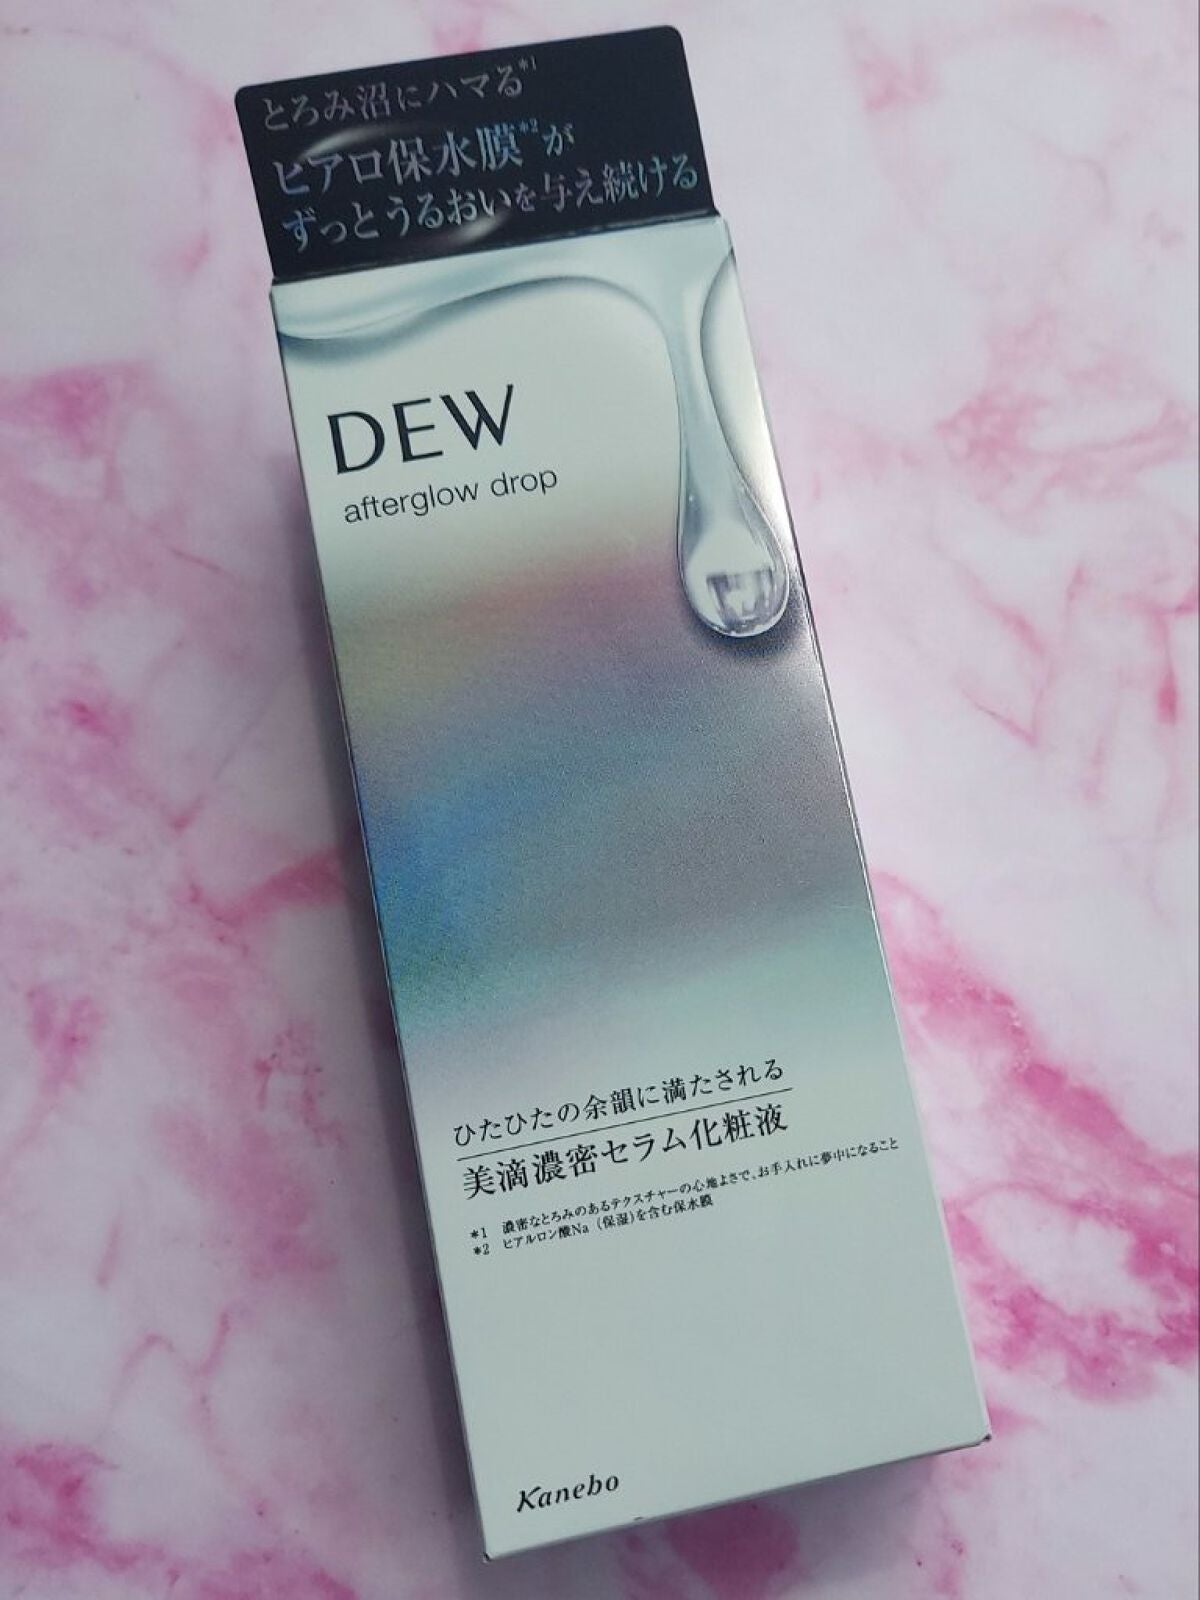 とろみ沼にハマる*1
ヒアロ保水膜*2が
ずっとうるおいを与え続ける
DEW
afterglow drop
ひたひたの余韻に満たされる
美滴濃密セラム化粧液
*1 濃密なとろみのあるテクスチャーの心地よさで、お手入れに夢中になること
*2 ヒアルロン酸Na（保湿）を含む保水膜
Kanebo